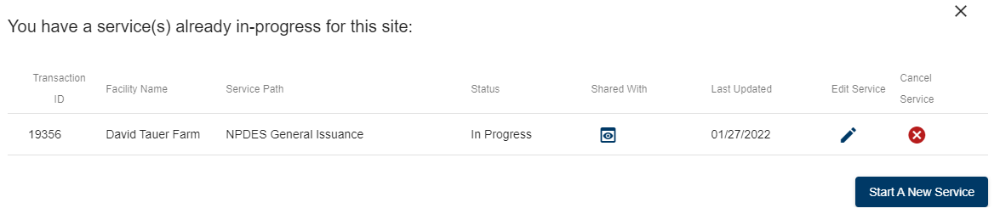 You have a service(s) already in-progress for this site:
Transaction ID Facility Name Service Path Status Shared With Last Updated Edit Service Cancel Service
19356 David Tauer Farm NPDES General Issuance In Progress 01/27/2022
Start A New Service